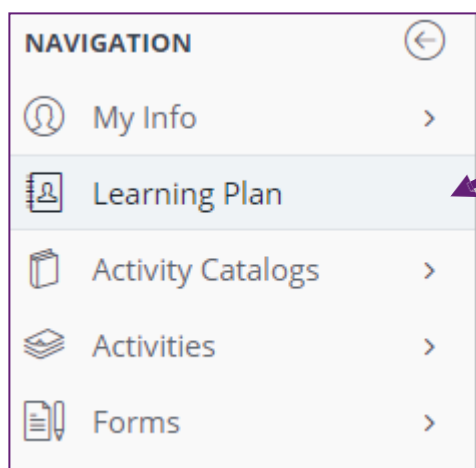 NAVIGATION
My Info
Learning Plan
Activity Catalogs
Activities
Forms